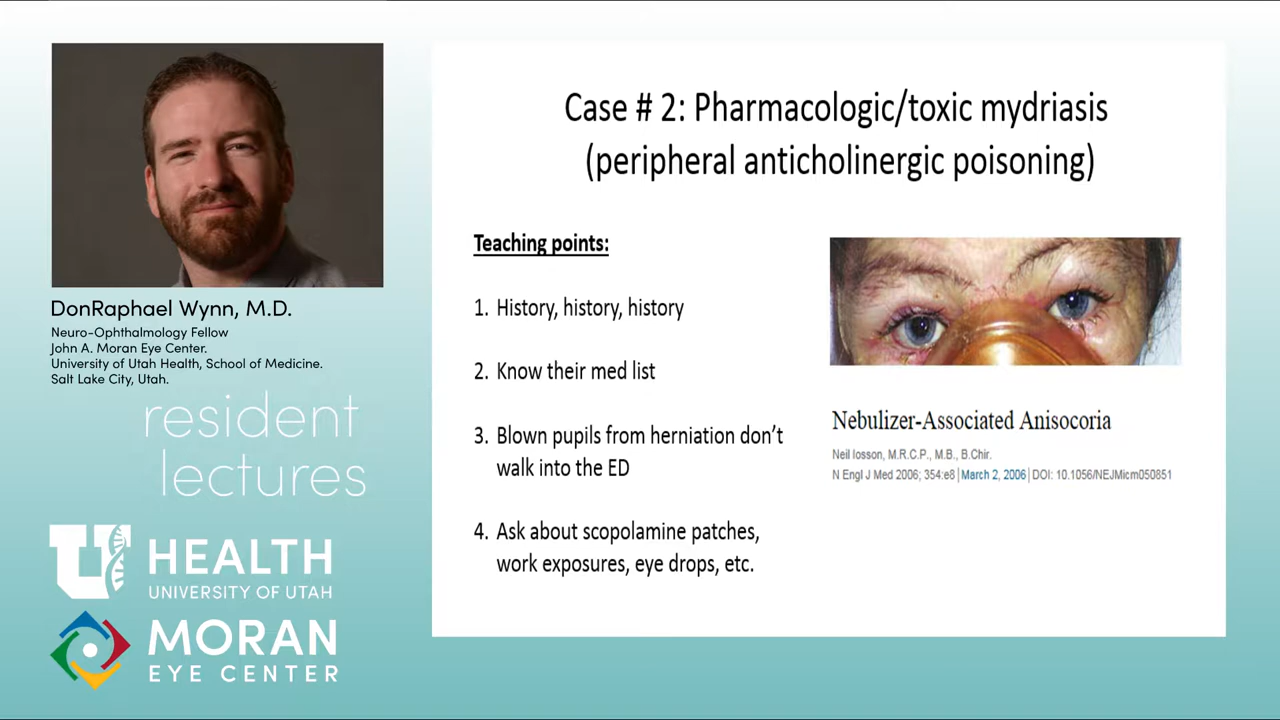 DonRaphael Wynn, M.D.
Neuro-Ophthalmology Fellow
John A. Moran Eye Center.
University of Utah Health, School of Medicine.
Salt Lake City, Utah.
resident
lectures
U HEALTH
UNIVERSITY OF UTAH
MORAN
EYE CENTER
Case # 2: Pharmacologic/toxic mydriasis
(peripheral anticholinergic poisoning)
Teaching points:
1. History, history, history
2. Know their med list
3. Blown pupils from herniation don’t
walk into the ED
4. Ask about scopolamine patches,
work exposures, eye drops, etc.
Nebulizer-Associated Anisocoria
Neil Iosson, M.R.C.P., M.B., B.Chir.
N Engl J Med 2006; 354:e8 | March 2, 2006 | DOI: 10.1056/NEJMicm050851